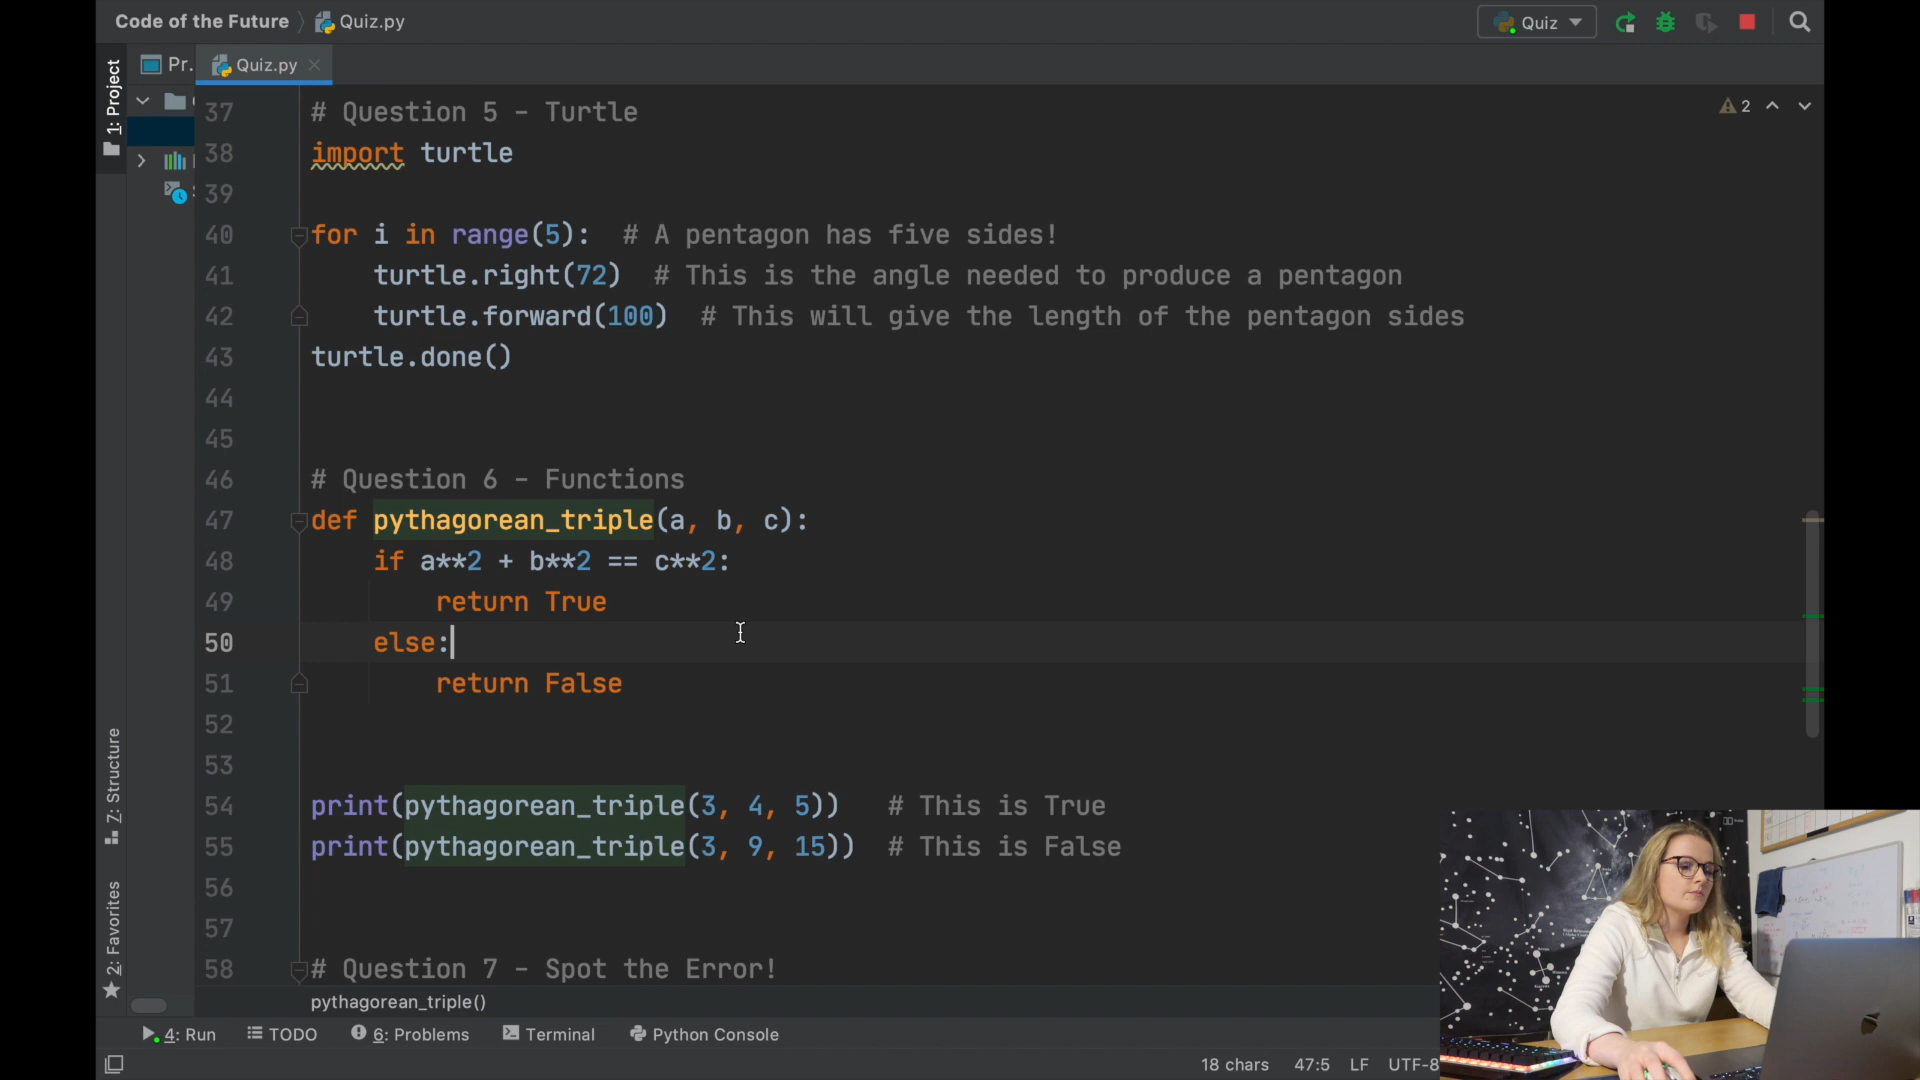 Code of the Future
Quiz.py
Quiz
1: Project
Pr.
Quiz.py
2
37 # Question 5 - Turtle
38 import turtle
39
40 for i in range(5):  # A pentagon has five sides!
41 turtle.right(72)  # This is the angle needed to produce a pentagon
42 turtle.forward(100)  # This will give the length of the pentagon sides
43 turtle.done()
44
45
46 # Question 6 - Functions
47 def pythagorean_triple(a, b, c):
48 if a**2 + b**2 == c**2:
49 return True
50 else:
51 return False
52
53
54 print(pythagorean_triple(3, 4, 5))   # This is True
55 print(pythagorean_triple(3, 9, 15))  # This is False
56
57
58 # Question 7 - Spot the Error!
7: Structure
2: Favorites
pythagorean_triple()
4: Run
TODO
6: Problems
Terminal
Python Console
18 chars
47:5
LF
UTF-8